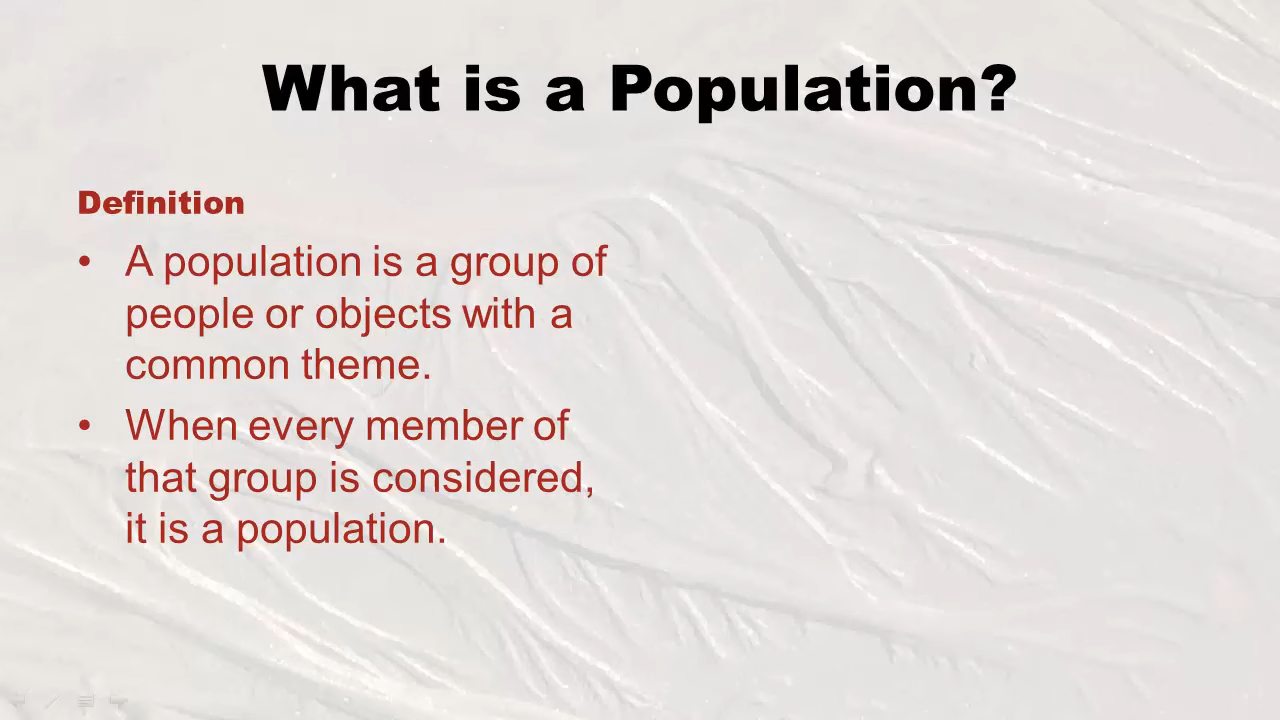 What is a Population?
Definition
• A population is a group of
people or objects with a
common theme.
• When every member of
that group is considered,
it is a population.